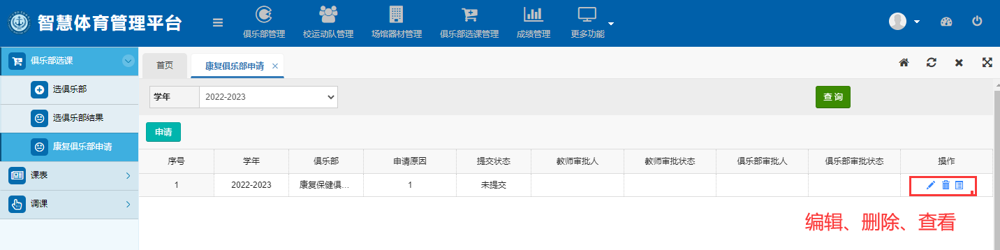 智慧体育管理平台
俱乐部管理 校运动队管理 场馆器材管理 俱乐部选课管理 成绩管理 更多功能
俱乐部选课
选俱乐部
选俱乐部结果
康复俱乐部申请
课表
调课
首页 康复俱乐部申请 ×
学年 2022-2023 查询
申请
序号 学年 俱乐部 申请原因 提交状态 教师审批人 教师审批状态 俱乐部审批人 俱乐部审批状态 操作
1 2022-2023 康复保健俱... 1 未提交
编辑、删除、查看